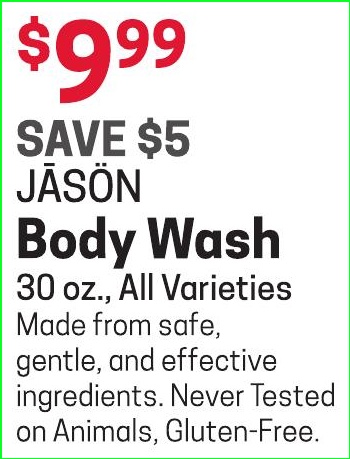 $9.99
SAVE $5
JĀSÖN
Body Wash
30 oz., All Varieties
Made from safe,
gentle, and effective
ingredients. Never Tested
on Animals, Gluten-Free.